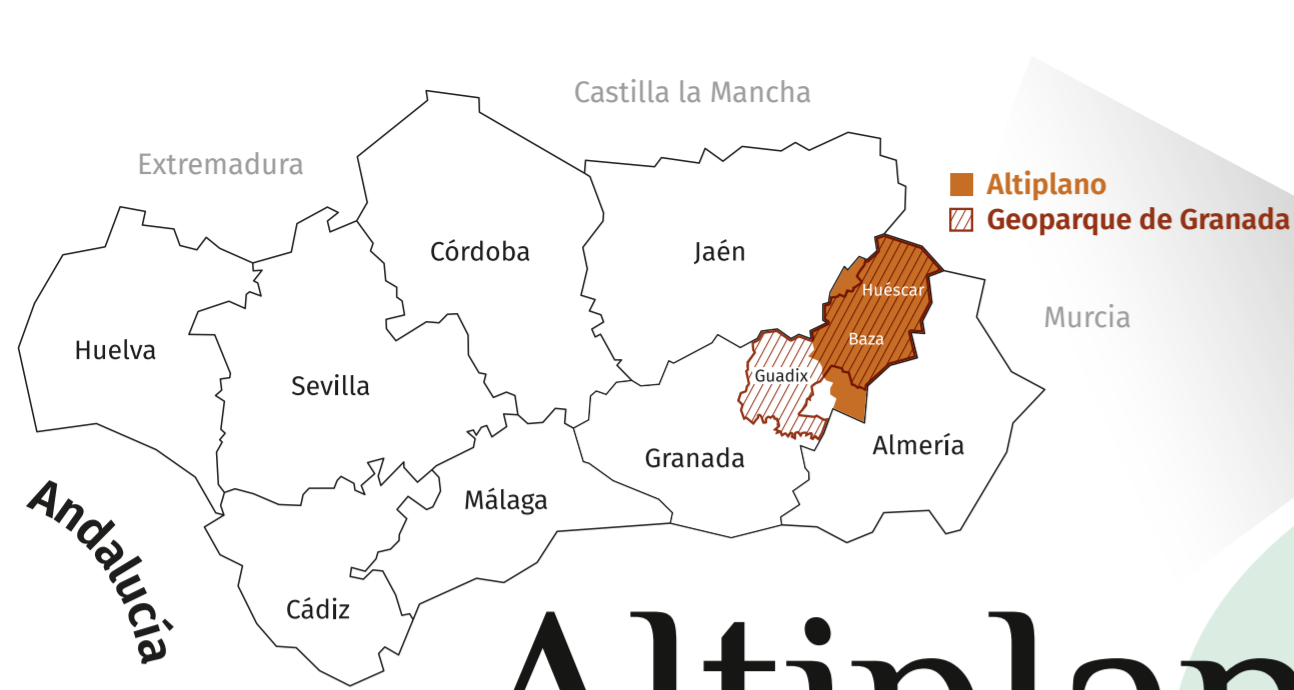 Castilla la Mancha
Extremadura
Altiplano
Geoparque de Granada
Córdoba
Jaén
Huéscar
Murcia
Baza
Huelva
Guadix
Sevilla
Almería
Granada
Málaga
Andalucía
Cádiz
Altiplan